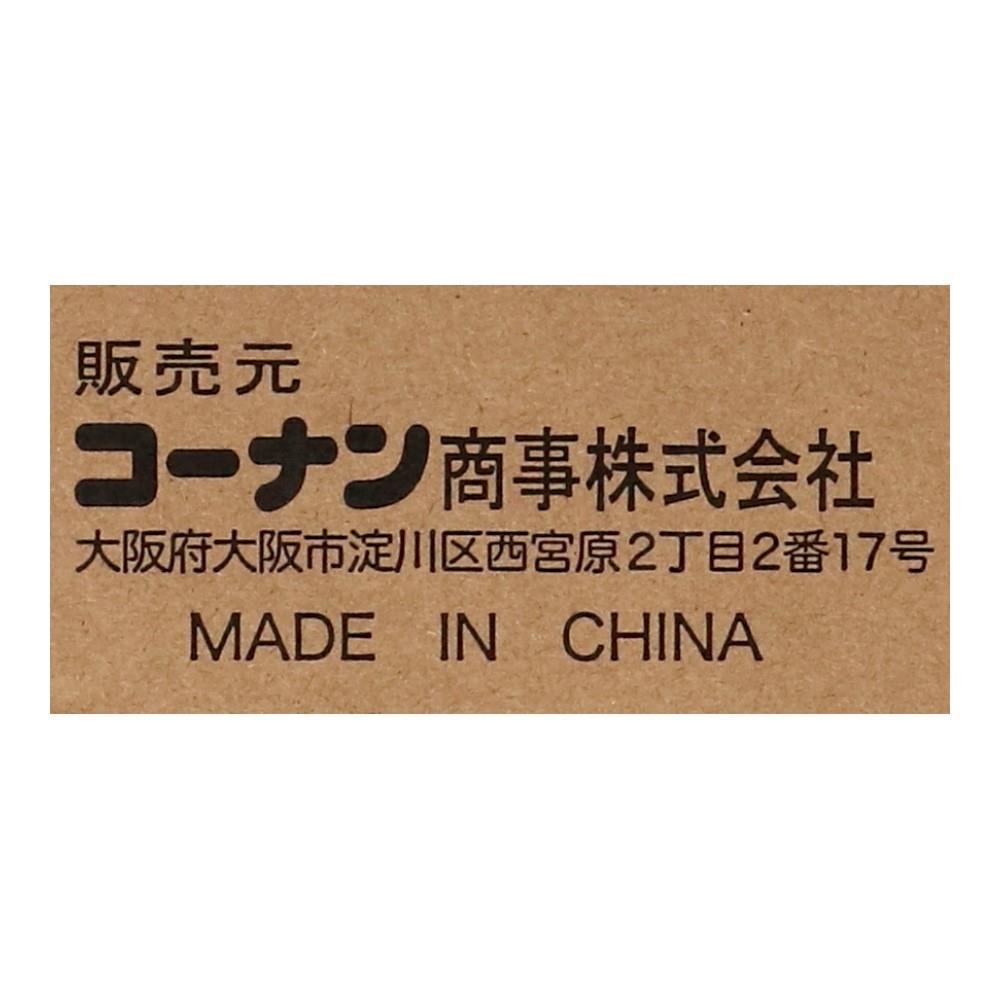 販売元
コーナン商事株式会社
大阪府大阪市淀川区西宮原2丁目2番17号
MADE IN CHINA